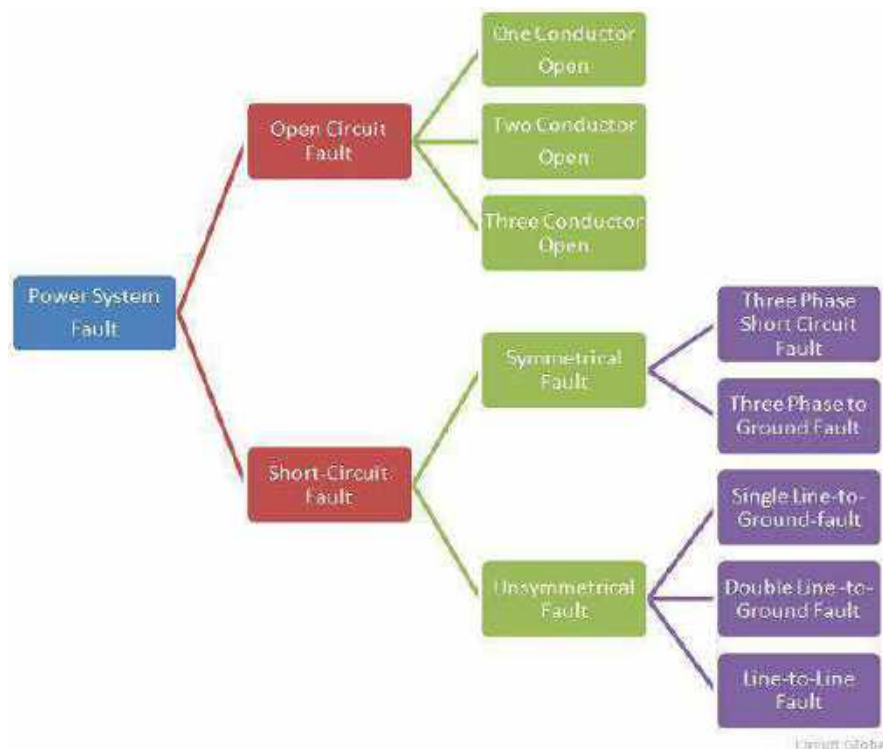 One Conductor
Open
Open Circuit
Fault
Two Conductor
Open
Three Conductor
Open
Power System
Fault
Three Phase
Short Circuit
Fault
Symmetrical
Fault
Three Phase to
Ground Fault
Short-Circuit
Fault
Single Line-to-
Ground-fault
Unsymmetrical
Fault
Double Line -to-
Ground Fault
Line-to-Line
Fault
Circuit Globe